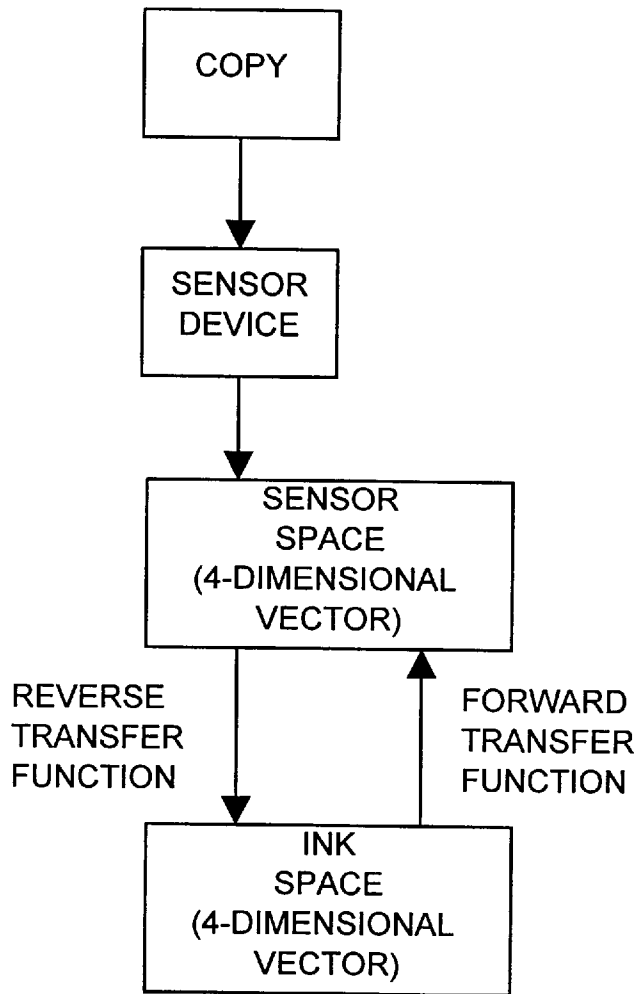 COPY
SENSOR
DEVICE
SENSOR
SPACE
(4-DIMENSIONAL
VECTOR)
REVERSE
TRANSFER
FUNCTION
FORWARD
TRANSFER
FUNCTION
INK
SPACE
(4-DIMENSIONAL
VECTOR)